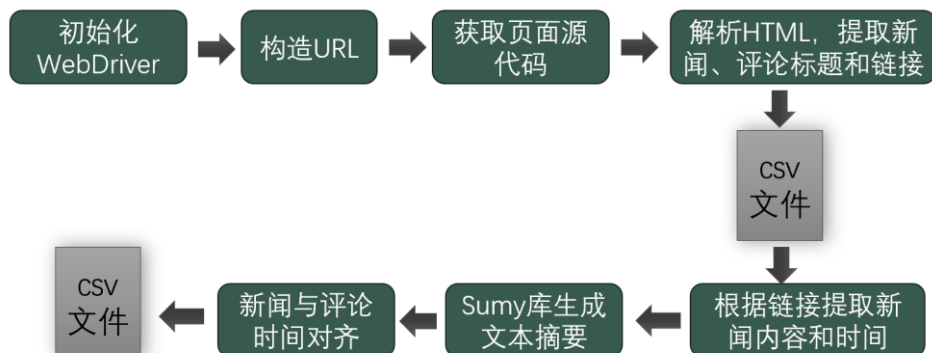 初始化
WebDriver
构造URL
获取页面源
代码
解析HTML，提取新
闻、评论标题和链接
CSV
文件
根据链接提取新
闻内容和时间
Sumy库生成
文本摘要
新闻与评论
时间对齐
CSV
文件